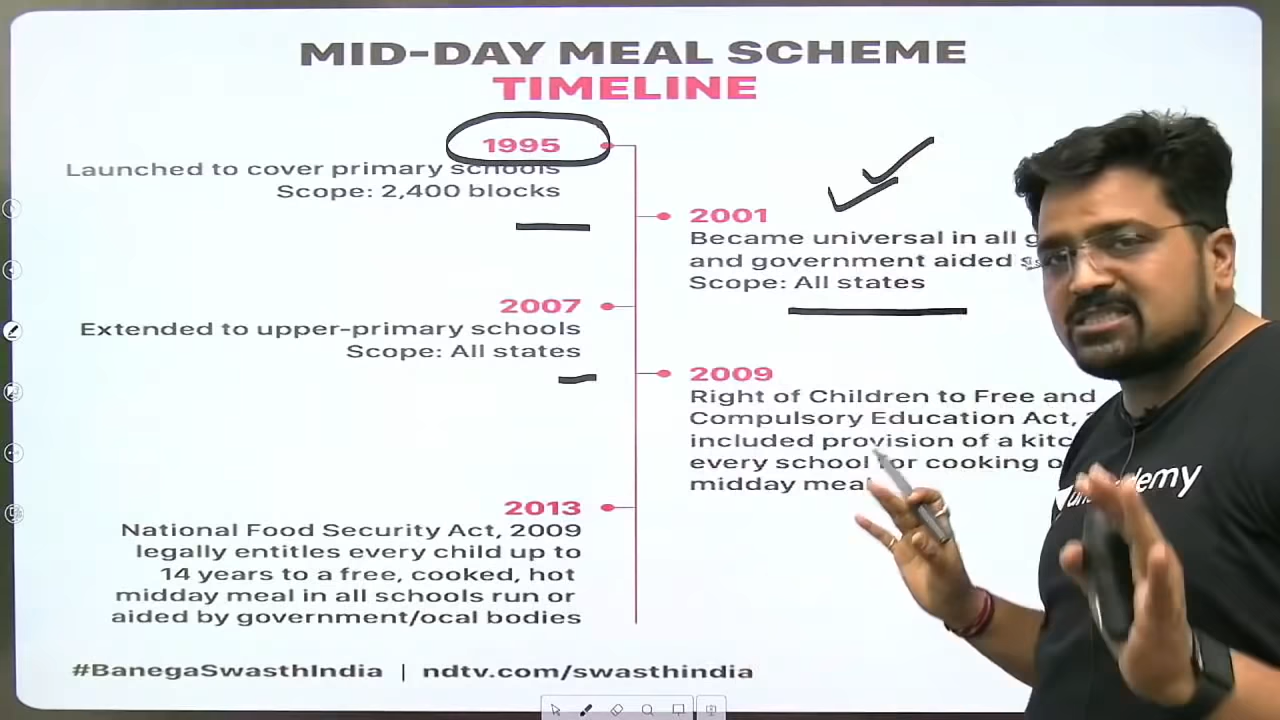 MID-DAY MEAL SCHEME
TIMELINE
1995
Launched to cover primary schools
Scope: 2,400 blocks
2001
Became universal in all
and government aided
Scope: All states
2007
Extended to upper-primary schools
Scope: All states
2009
Right of Children to Free and
Compulsory Education Act,
included provision of a
every school for cooking
midday meal
2013
National Food Security Act, 2009
legally entitles every child up to
14 years to a free, cooked, hot
midday meal in all schools run or
aided by government/ocal bodies
#BanegaSwasthIndia | ndtv.com/swasthindia